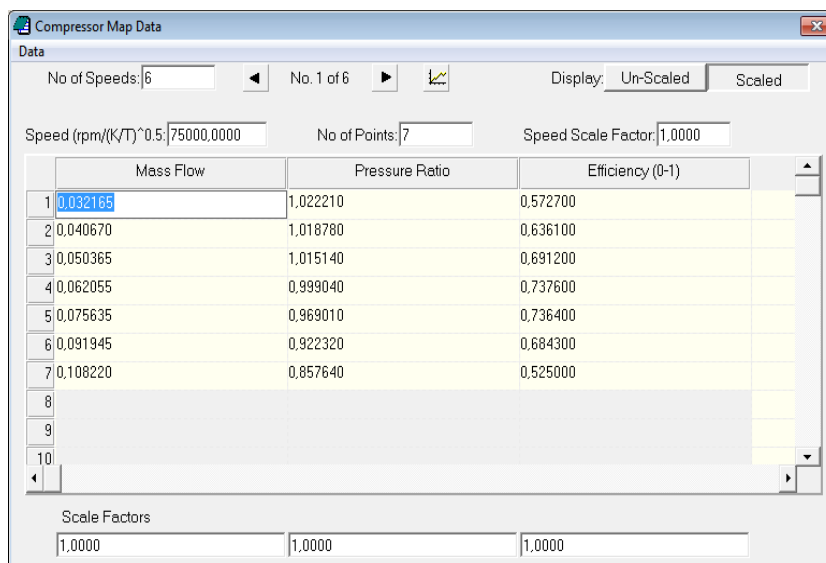 Compressor Map Data
Data
No of Speeds: 6 No. 1 of 6 Display: Un-Scaled Scaled
Speed (rpm/(K/T)^0.5: 75000,0000 No of Points: 7 Speed Scale Factor: 1,0000
Mass Flow Pressure Ratio Efficiency (0-1)
1 0,032165 1,022210 0,572700
2 0,040670 1,018780 0,636100
3 0,050365 1,015140 0,691200
4 0,062055 0,999040 0,737600
5 0,075635 0,969010 0,736400
6 0,091945 0,922320 0,684300
7 0,108220 0,857640 0,525000
8
9
10
Scale Factors
1,0000 1,0000 1,0000